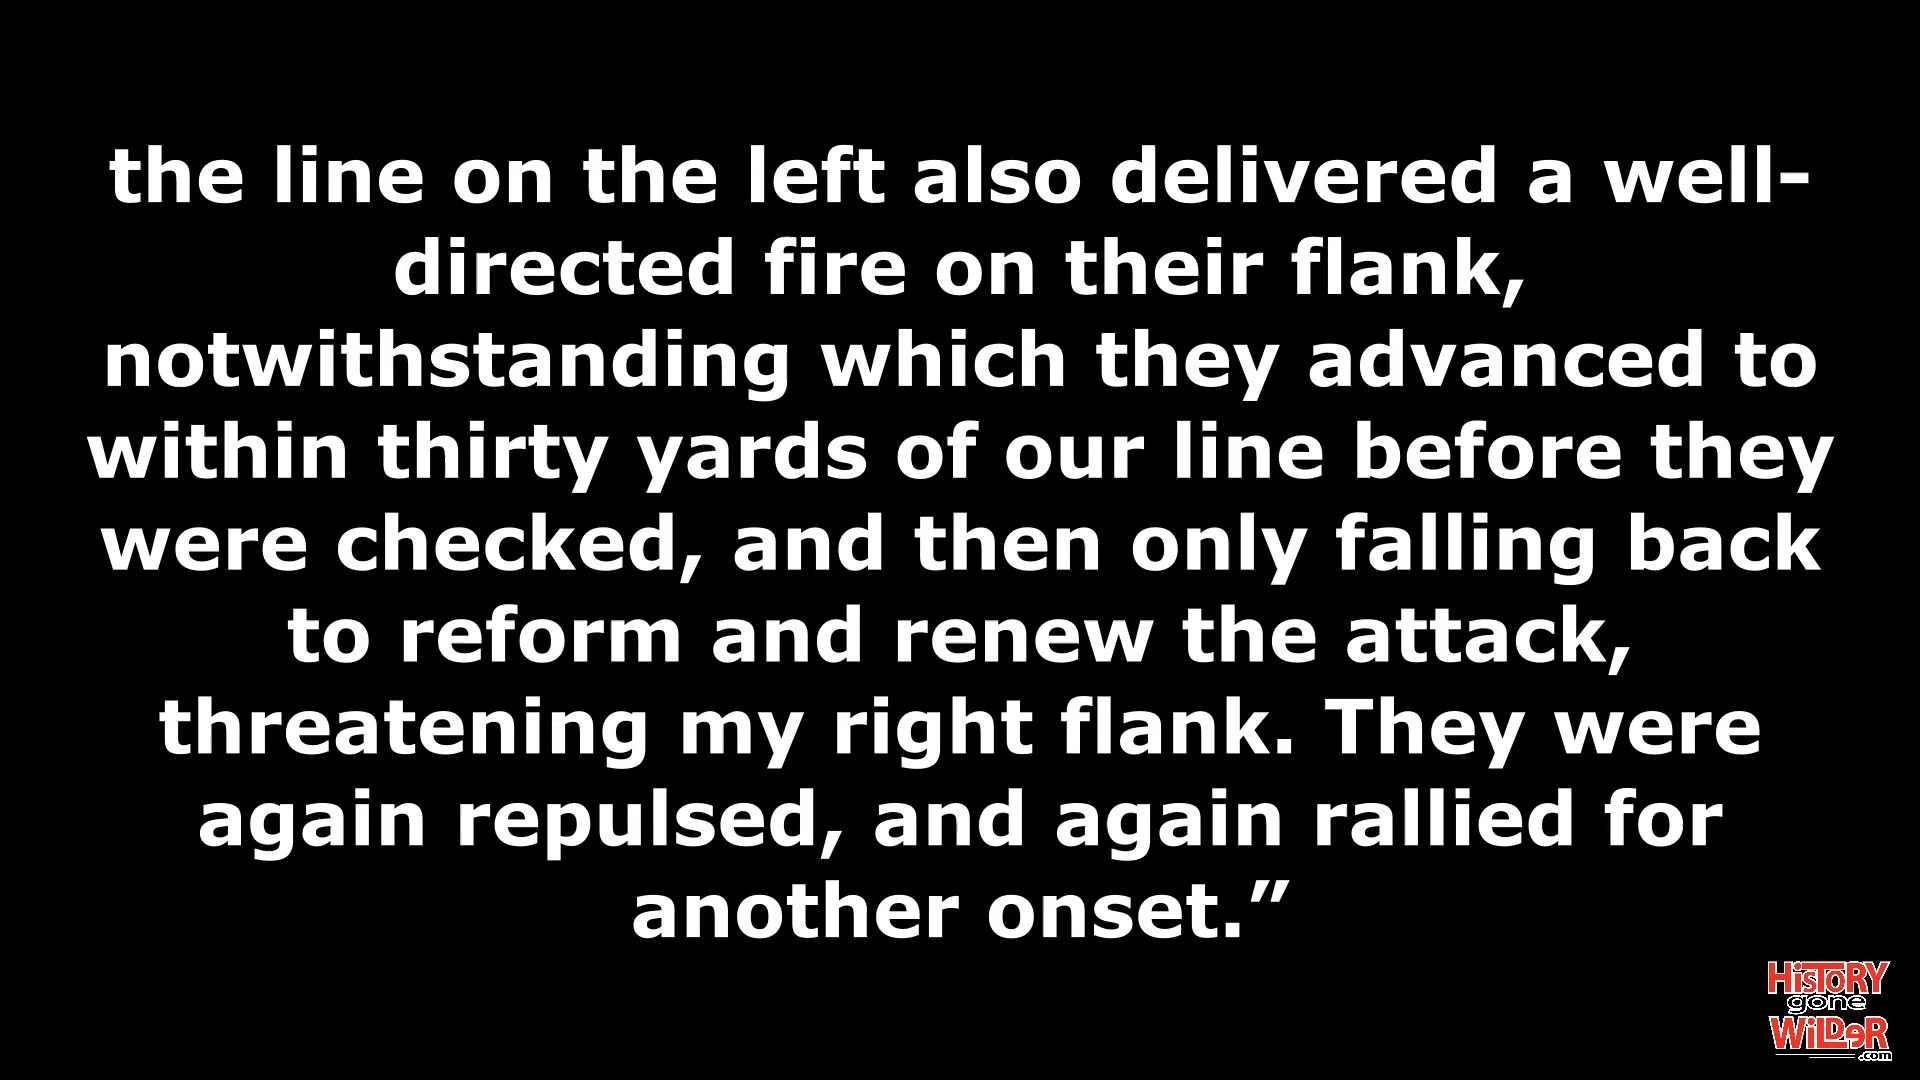 the line on the left also delivered a well-
directed fire on their flank,
notwithstanding which they advanced to
within thirty yards of our line before they
were checked, and then only falling back
to reform and renew the attack,
threatening my right flank. They were
again repulsed, and again rallied for
another onset.”
HiSTORY
gone
WiLDeR
.com